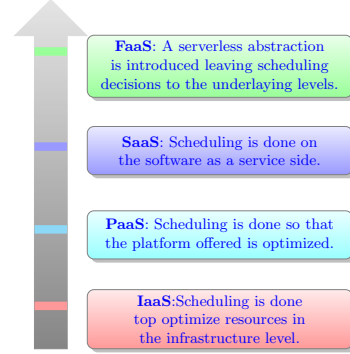 FaaS: A serverless abstraction
is introduced leaving scheduling
decisions to the underlaying levels.
SaaS: Scheduling is done on
the software as a service side.
PaaS: Scheduling is done so that
the platform offered is optimized.
IaaS:Scheduling is done
top optimize resources in
the infrastructure level.